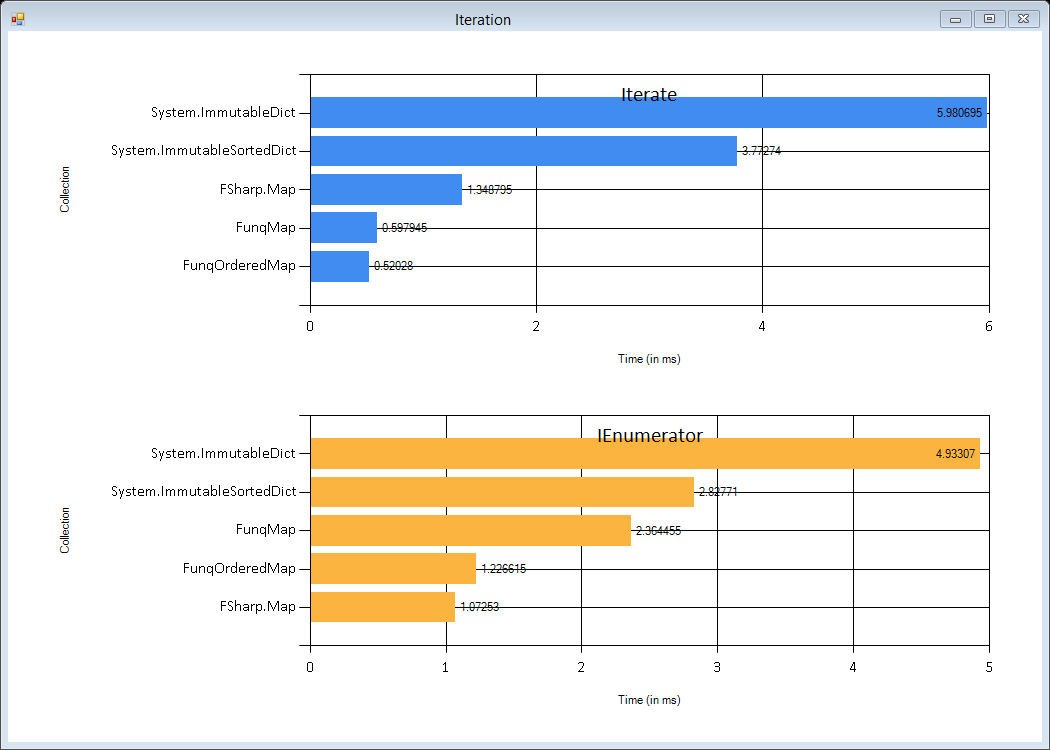 Iteration
Iterate
System.ImmutableDict 5.980695
System.ImmutableSortedDict 3.77274
FSharp.Map 1.348795
FunqMap 0.597945
FunqOrderedMap 0.52028
Collection
0 2 4 6
Time (in ms)
IEnumerator
System.ImmutableDict 4.93307
System.ImmutableSortedDict 2.82771
FunqMap 2.364455
FunqOrderedMap 1.226615
FSharp.Map 1.07253
Collection
0 1 2 3 4 5
Time (in ms)